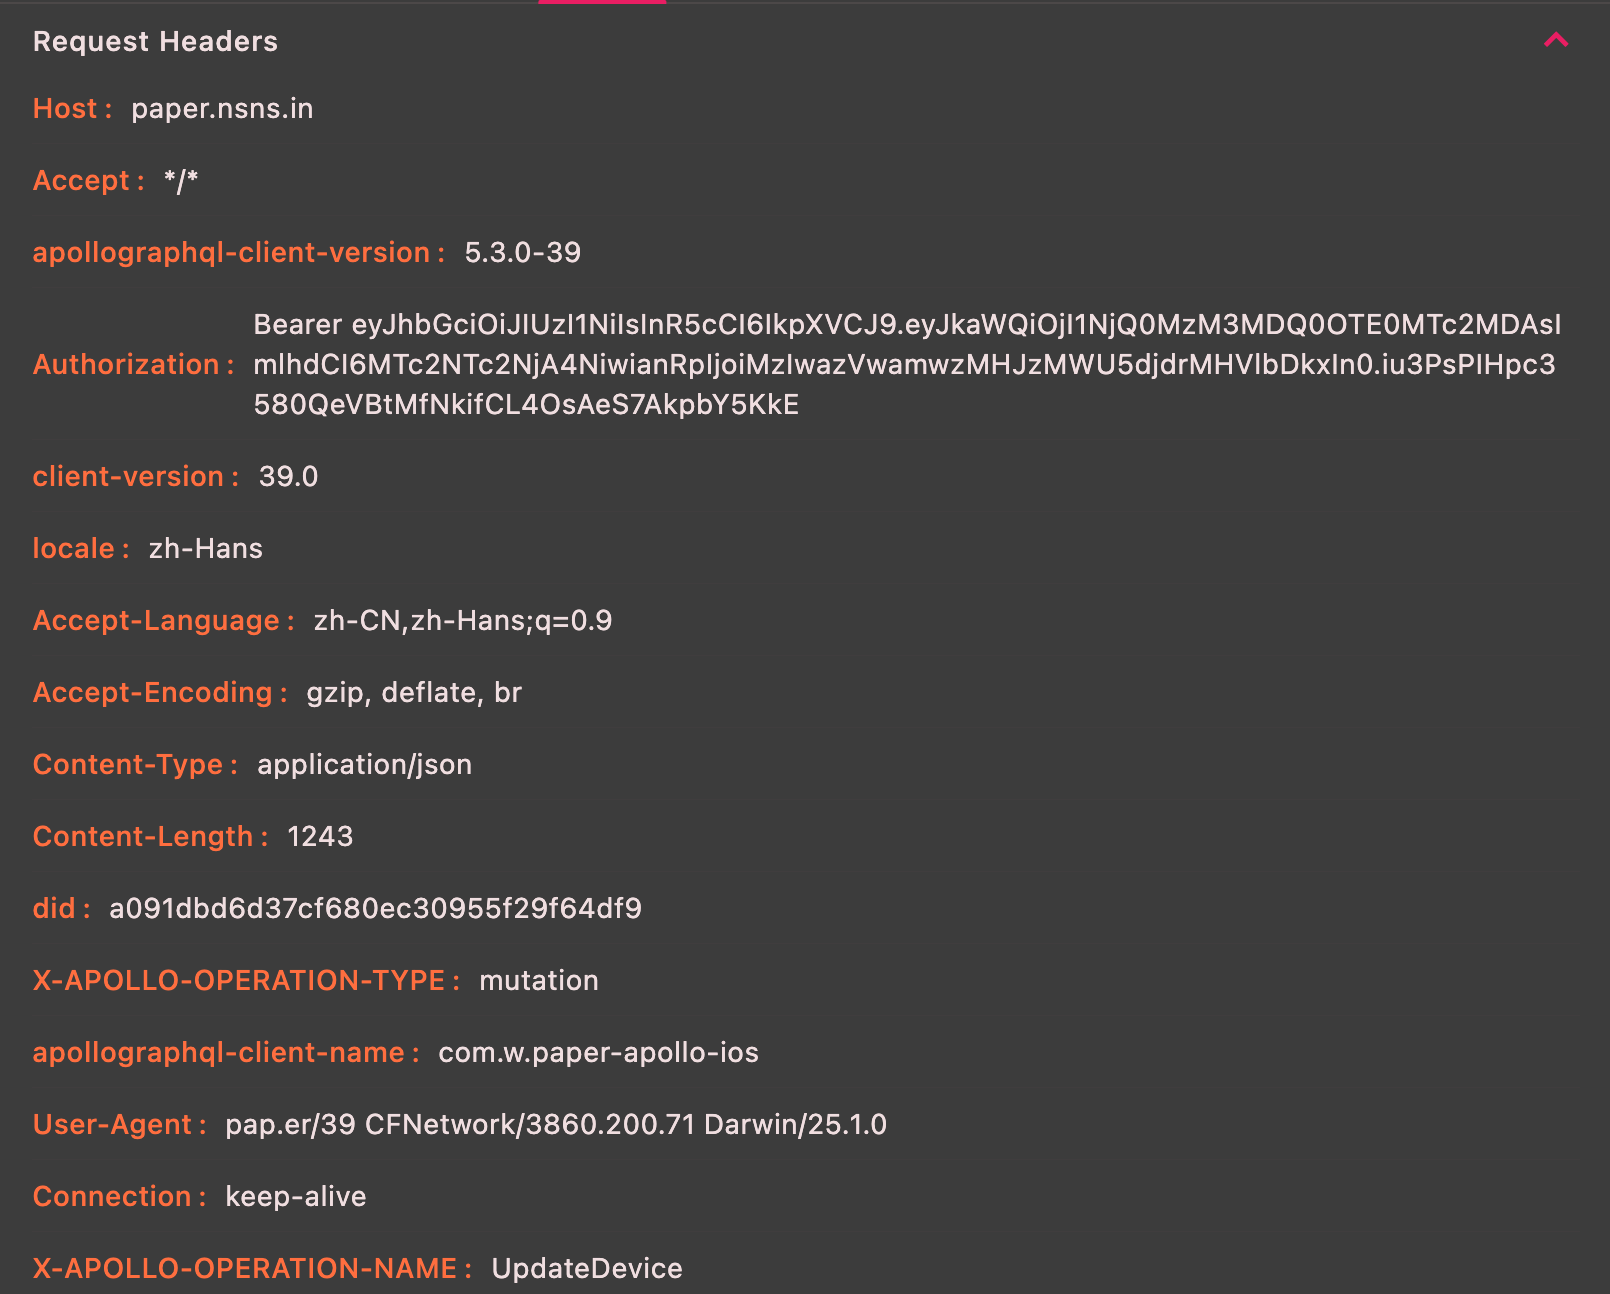 Request Headers
Host : paper.nsns.in
Accept : */*
apollographql-client-version : 5.3.0-39
Authorization : Bearer eyJhbGciOiJIUzI1NiIsInR5cCI6IkpXVCJ9.eyJkaWQiOjI1NjQ0MzM3MDQ0OTE0MTc2MDAsI
mlhdCI6MTc2NTc2NjA4NiwianRpIjoiMzIwazVwamwzMHJzMWU5djdrMHVlbDkxIn0.iu3PsPIHpc3
580QeVBtMfNkifCL4OsAeS7AkpbY5KkE
client-version : 39.0
locale : zh-Hans
Accept-Language : zh-CN,zh-Hans;q=0.9
Accept-Encoding : gzip, deflate, br
Content-Type : application/json
Content-Length : 1243
did : a091dbd6d37cf680ec30955f29f64df9
X-APOLLO-OPERATION-TYPE : mutation
apollographql-client-name : com.w.paper-apollo-ios
User-Agent : pap.er/39 CFNetwork/3860.200.71 Darwin/25.1.0
Connection : keep-alive
X-APOLLO-OPERATION-NAME : UpdateDevice